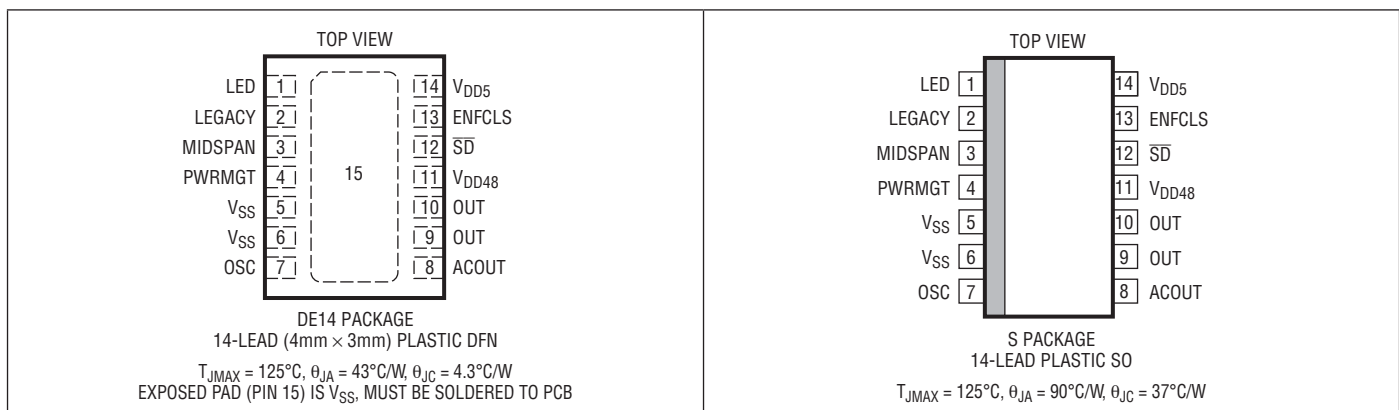 TOP VIEW
LED 1
LEGACY 2
MIDSPAN 3
PWRMGT 4
VSS 5
VSS 6
OSC 7
15
14 VDD5
13 ENFCLS
12 S̅D̅
11 VDD48
10 OUT
9 OUT
8 ACOUT
DE14 PACKAGE
14-LEAD (4mm × 3mm) PLASTIC DFN
TJMAX = 125°C, θJA = 43°C/W, θJC = 4.3°C/W
EXPOSED PAD (PIN 15) IS VSS, MUST BE SOLDERED TO PCB
TOP VIEW
LED 1
LEGACY 2
MIDSPAN 3
PWRMGT 4
VSS 5
VSS 6
OSC 7
14 VDD5
13 ENFCLS
12 S̅D̅
11 VDD48
10 OUT
9 OUT
8 ACOUT
S PACKAGE
14-LEAD PLASTIC SO
TJMAX = 125°C, θJA = 90°C/W, θJC = 37°C/W